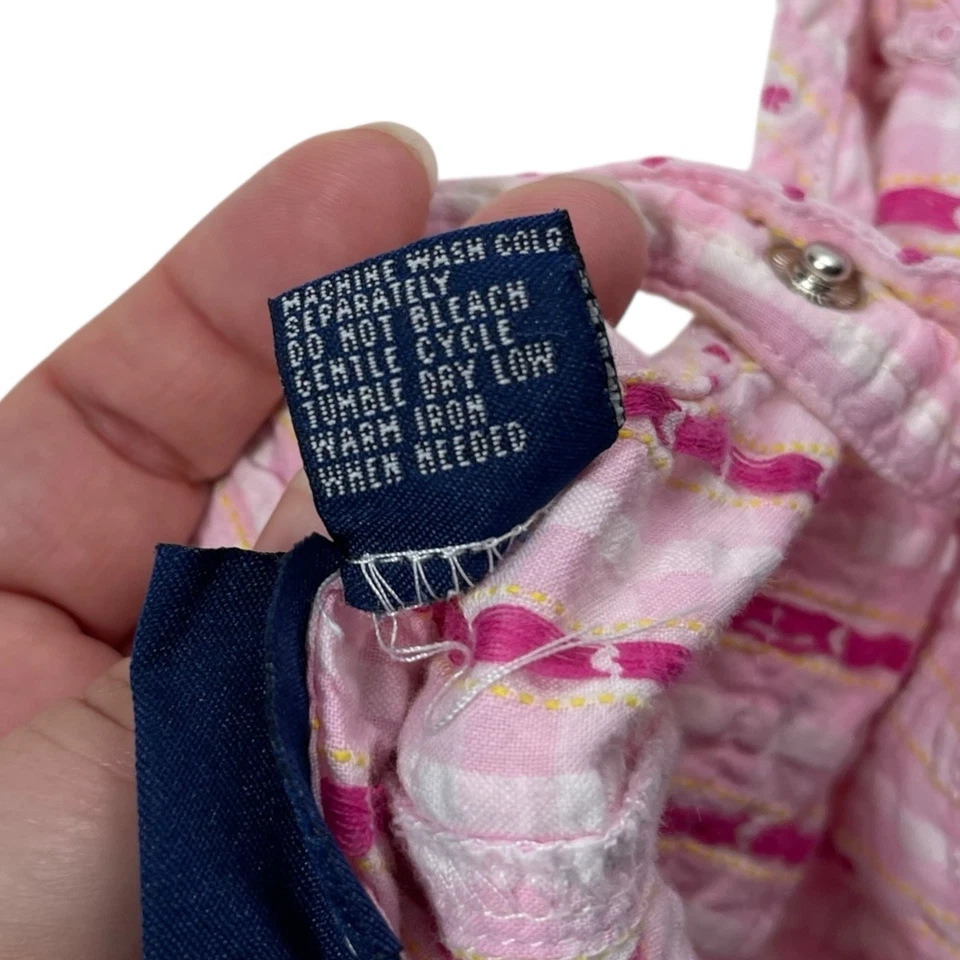 MACHINE WASH COLD
SEPARATELY
DO NOT BLEACH
GENTLE CYCLE
TUMBLE DRY LOW
WARM IRON
WHEN NEEDED